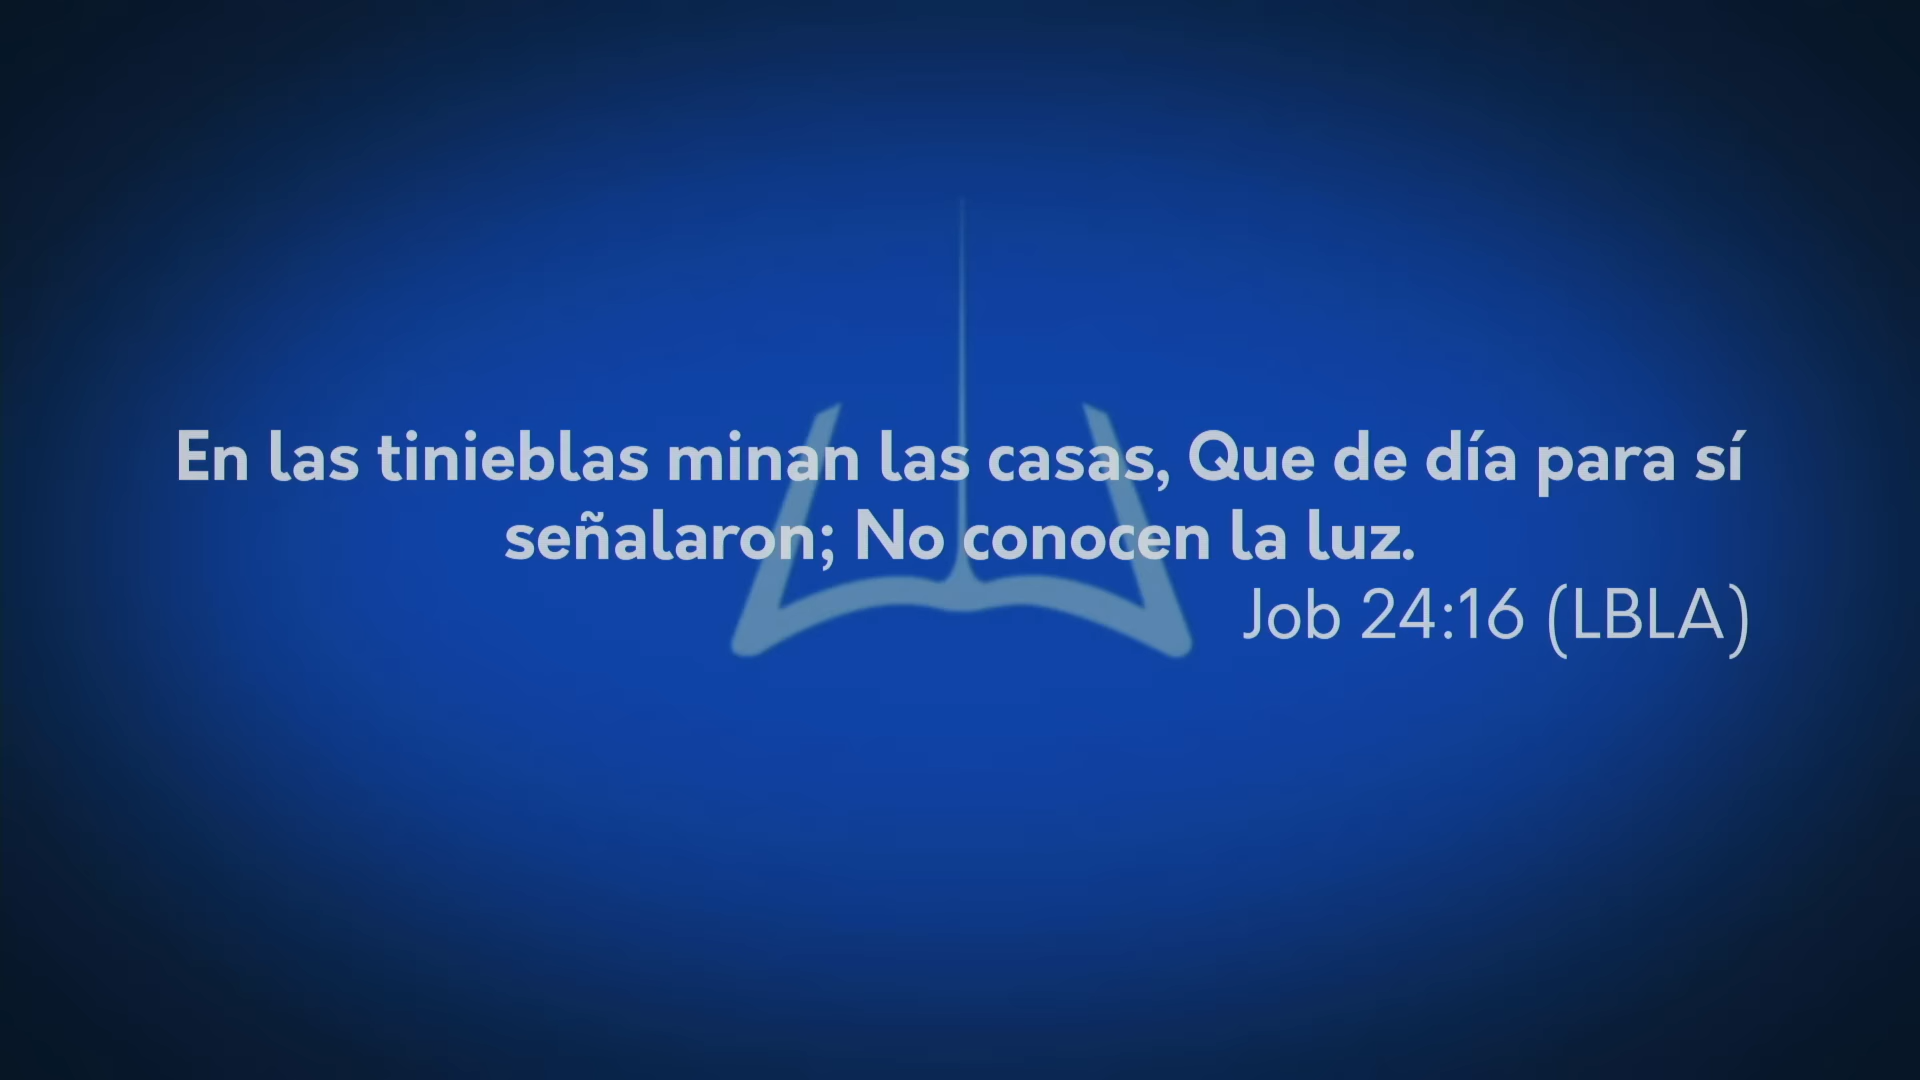 En las tinieblas minan las casas, Que de día para sí
señalaron; No conocen la luz.
Job 24:16 (LBLA)